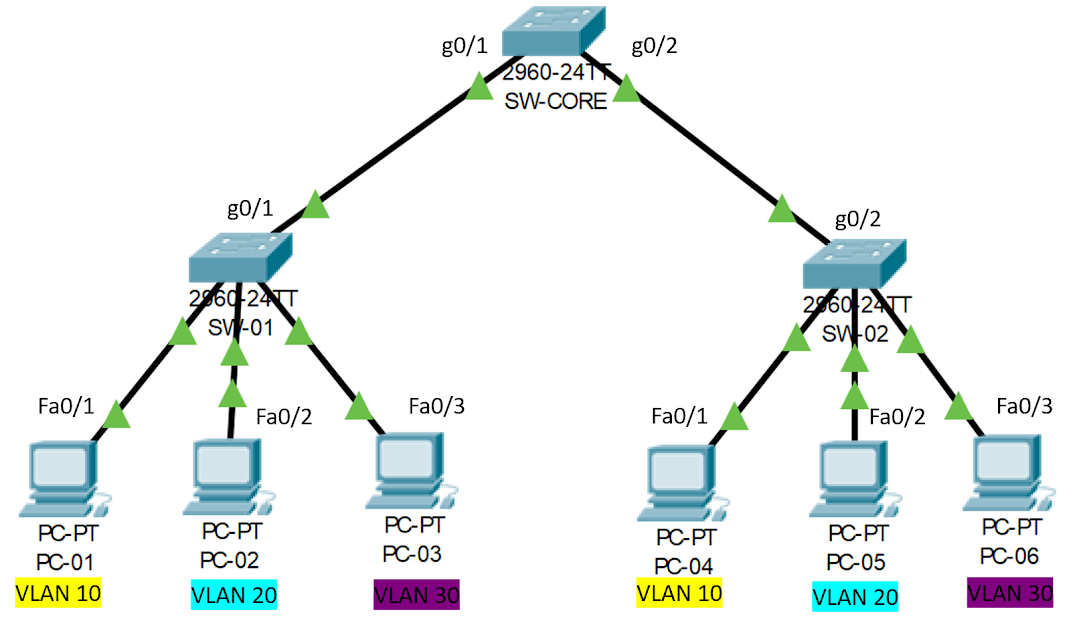 g0/1
g0/2
2960-24TT
SW-CORE
g0/1
g0/2
2960-24TT
SW-01
2960-24TT
SW-02
Fa0/1
Fa0/2
Fa0/3
Fa0/1
Fa0/2
Fa0/3
PC-PT
PC-01
VLAN 10
PC-PT
PC-02
VLAN 20
PC-PT
PC-03
VLAN 30
PC-PT
PC-04
VLAN 10
PC-PT
PC-05
VLAN 20
PC-PT
PC-06
VLAN 30